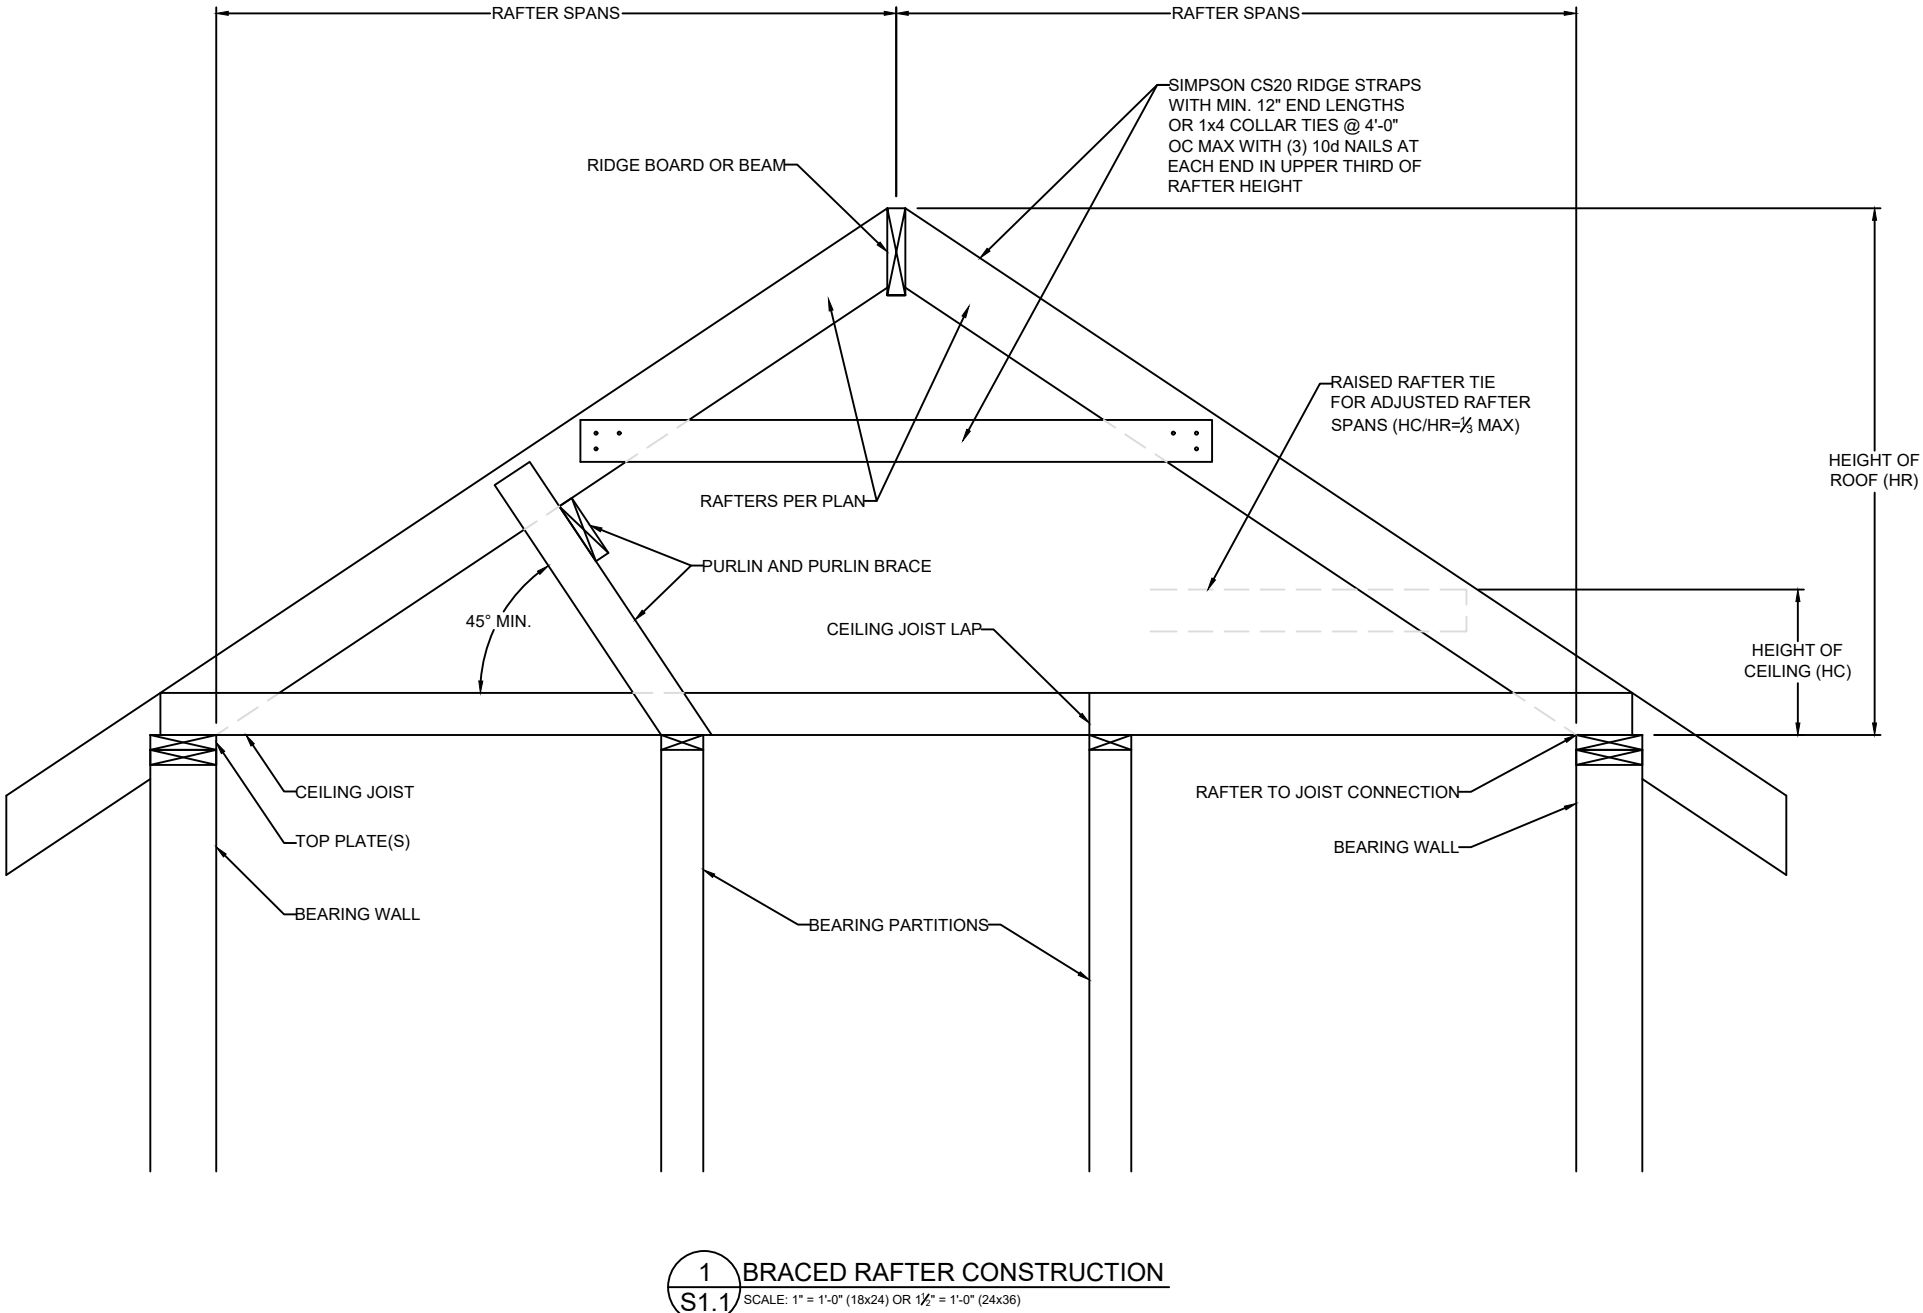 RAFTER SPANS
RAFTER SPANS
SIMPSON CS20 RIDGE STRAPS
WITH MIN. 12" END LENGTHS
OR 1x4 COLLAR TIES @ 4'-0"
OC MAX WITH (3) 10d NAILS AT
EACH END IN UPPER THIRD OF
RAFTER HEIGHT
RIDGE BOARD OR BEAM
RAISED RAFTER TIE
FOR ADJUSTED RAFTER
SPANS (HC/HR=⅓ MAX)
HEIGHT OF
ROOF (HR)
RAFTERS PER PLAN
PURLIN AND PURLIN BRACE
45° MIN.
CEILING JOIST LAP
HEIGHT OF
CEILING (HC)
CEILING JOIST
RAFTER TO JOIST CONNECTION
TOP PLATE(S)
BEARING WALL
BEARING WALL
BEARING PARTITIONS
1
S1.1
BRACED RAFTER CONSTRUCTION
SCALE: 1" = 1'-0" (18x24) OR 1½" = 1'-0" (24x36)